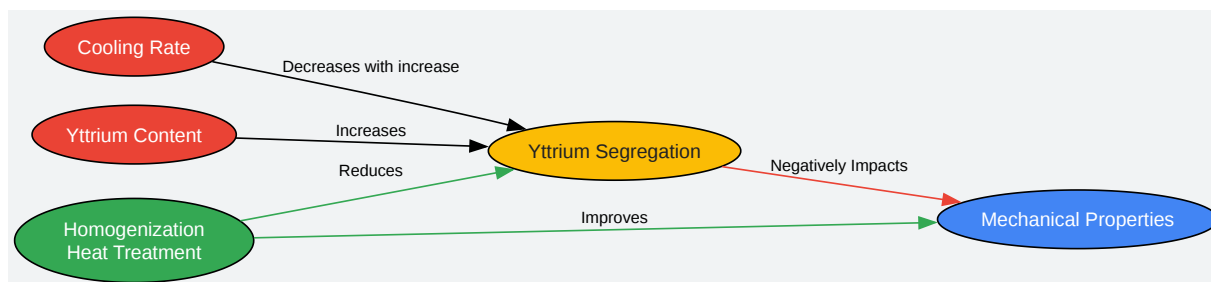 Cooling Rate
Decreases with increase
Yttrium Content
Increases
Yttrium Segregation
Reduces
Negatively Impacts
Homogenization
Heat Treatment
Improves
Mechanical Properties